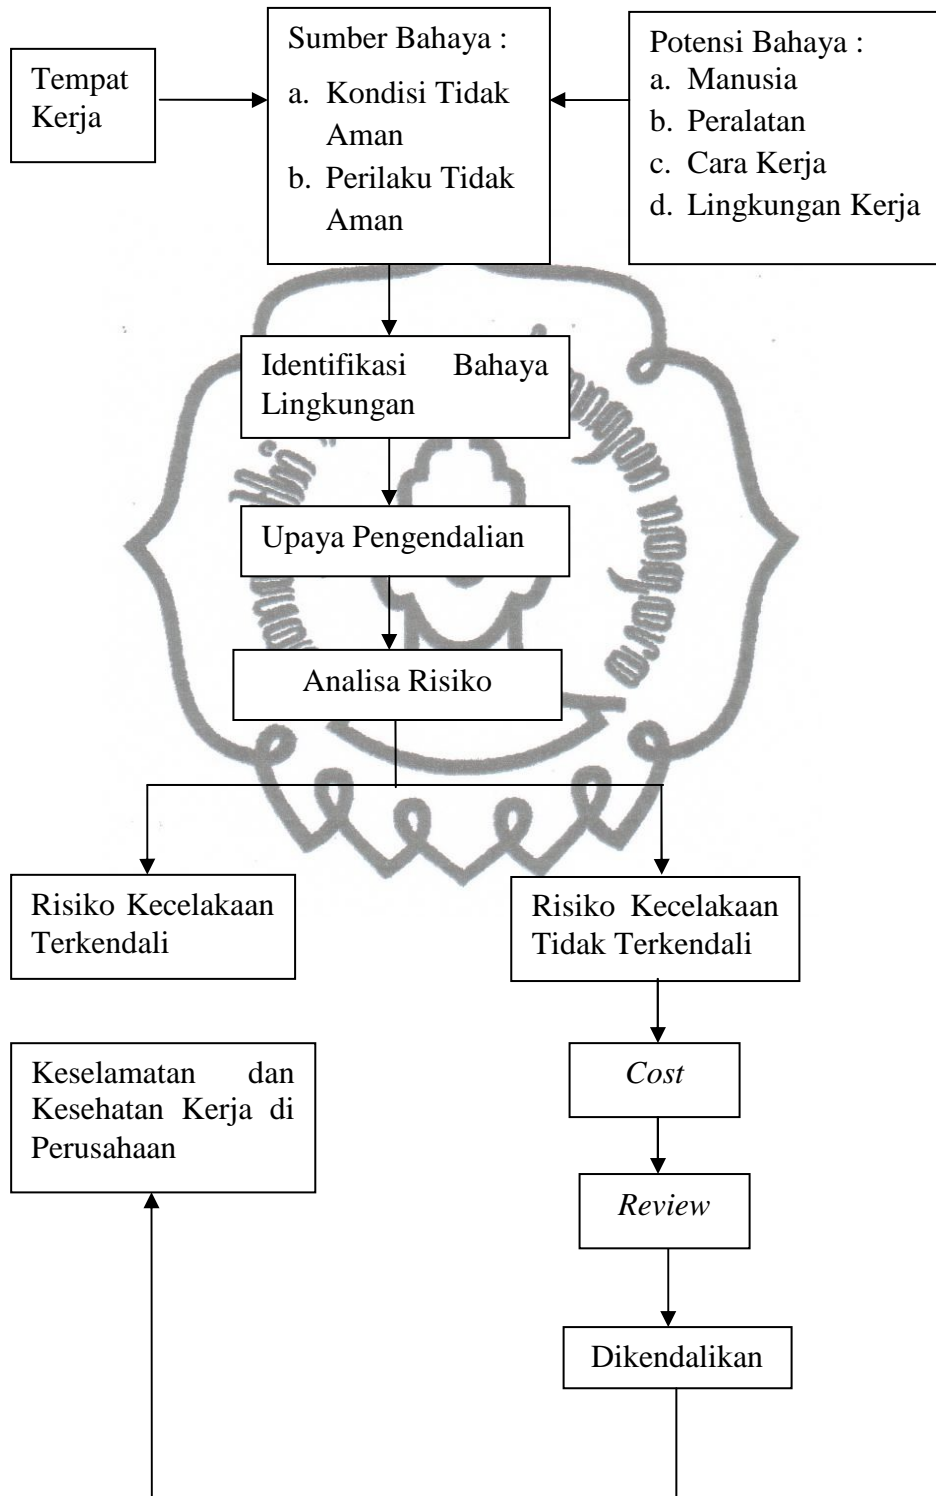 Tempat
Kerja
Sumber Bahaya :
a. Kondisi Tidak
Aman
b. Perilaku Tidak
Aman
Potensi Bahaya :
a. Manusia
b. Peralatan
c. Cara Kerja
d. Lingkungan Kerja
Identifikasi Bahaya
Lingkungan
Upaya Pengendalian
Analisa Risiko
Risiko Kecelakaan
Terkendali
Risiko Kecelakaan
Tidak Terkendali
Cost
Review
Dikendalikan
Keselamatan dan
Kesehatan Kerja di
Perusahaan